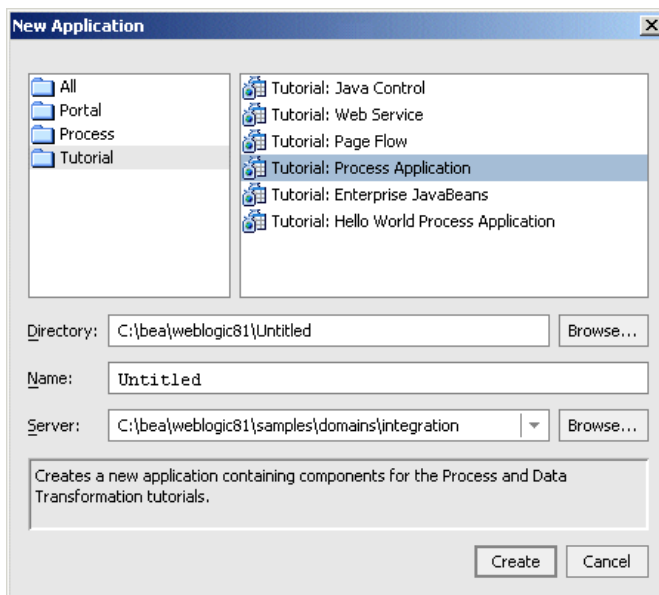 New Application
All
Portal
Process
Tutorial
Tutorial: Java Control
Tutorial: Web Service
Tutorial: Page Flow
Tutorial: Process Application
Tutorial: Enterprise JavaBeans
Tutorial: Hello World Process Application
Directory: C:\bea\weblogic81\Untitled Browse...
Name: Untitled
Server: C:\bea\weblogic81\samples\domains\integration Browse...
Creates a new application containing components for the Process and Data
Transformation tutorials.
Create Cancel